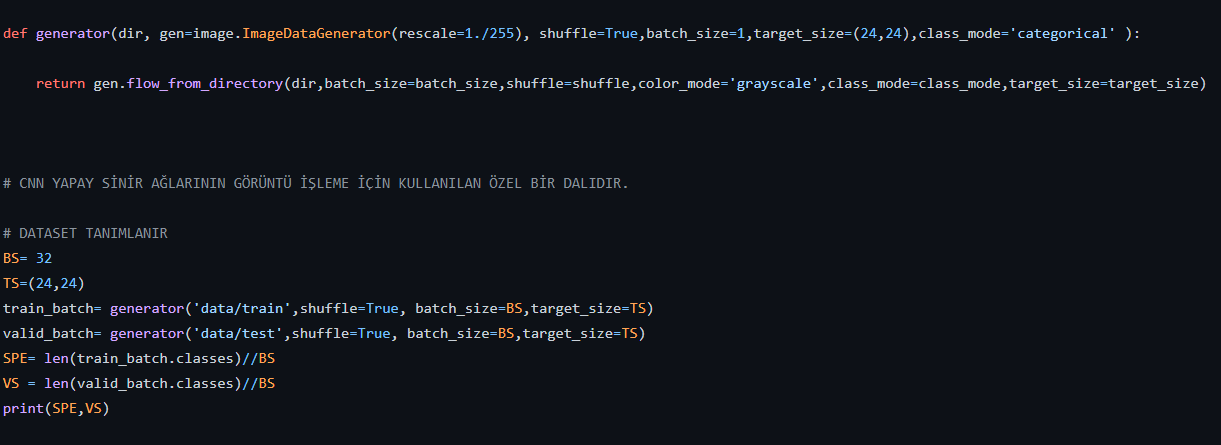 def generator(dir, gen=image.ImageDataGenerator(rescale=1./255), shuffle=True,batch_size=1,target_size=(24,24),class_mode='categorical' ):
    return gen.flow_from_directory(dir,batch_size=batch_size,shuffle=shuffle,color_mode='grayscale',class_mode=class_mode,target_size=target_size)
# CNN YAPAY SİNİR AĞLARININ GÖRÜNTÜ İŞLEME İÇİN KULLANILAN ÖZEL BİR DALIDIR.
# DATASET TANIMLANIR
BS= 32
TS=(24,24)
train_batch= generator('data/train',shuffle=True, batch_size=BS,target_size=TS)
valid_batch= generator('data/test',shuffle=True, batch_size=BS,target_size=TS)
SPE= len(train_batch.classes)//BS
VS = len(valid_batch.classes)//BS
print(SPE,VS)